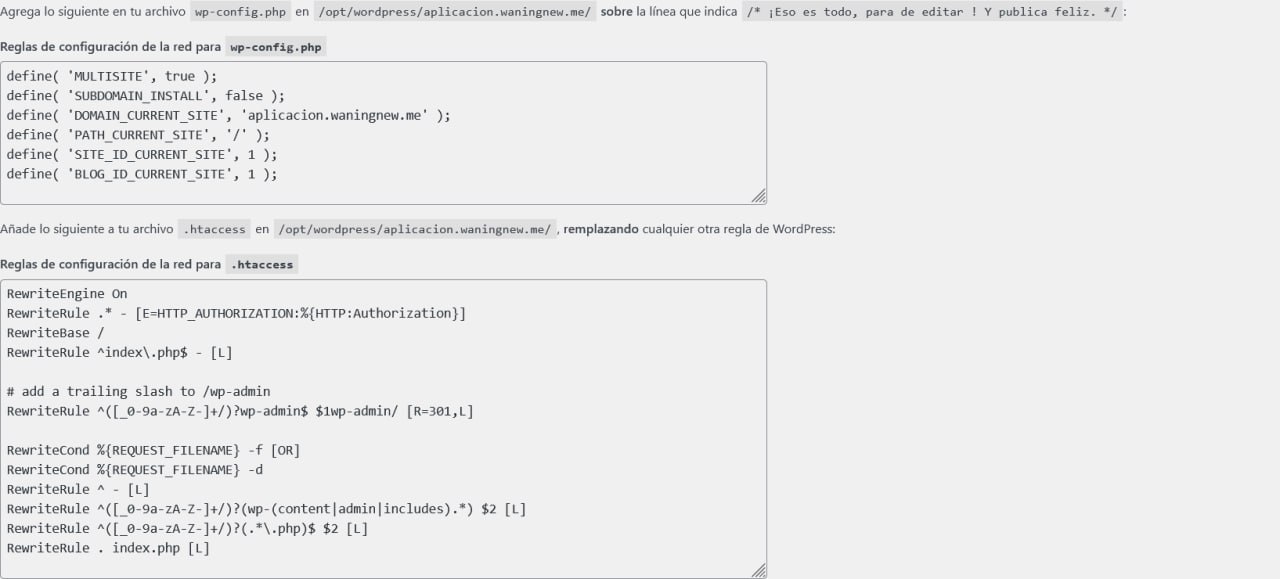 Agrega lo siguiente en tu archivo wp-config.php en /opt/wordpress/aplicacion.waningnew.me/ sobre la línea que indica /* ¡Eso es todo, para de editar ! Y publica feliz. */:
Reglas de configuración de la red para wp-config.php
define( 'MULTISITE', true );
define( 'SUBDOMAIN_INSTALL', false );
define( 'DOMAIN_CURRENT_SITE', 'aplicacion.waningnew.me' );
define( 'PATH_CURRENT_SITE', '/' );
define( 'SITE_ID_CURRENT_SITE', 1 );
define( 'BLOG_ID_CURRENT_SITE', 1 );
Añade lo siguiente a tu archivo .htaccess en /opt/wordpress/aplicacion.waningnew.me/, remplazando cualquier otra regla de WordPress:
Reglas de configuración de la red para .htaccess
RewriteEngine On
RewriteRule .* - [E=HTTP_AUTHORIZATION:%{HTTP:Authorization}]
RewriteBase /
RewriteRule ^index\.php$ - [L]
# add a trailing slash to /wp-admin
RewriteRule ^([_0-9a-zA-Z-]+/)?wp-admin$ $1wp-admin/ [R=301,L]
RewriteCond %{REQUEST_FILENAME} -f [OR]
RewriteCond %{REQUEST_FILENAME} -d
RewriteRule ^ - [L]
RewriteRule ^([_0-9a-zA-Z-]+/)?(wp-(content|admin|includes).*) $2 [L]
RewriteRule ^([_0-9a-zA-Z-]+/)?(.*\.php)$ $2 [L]
RewriteRule . index.php [L]